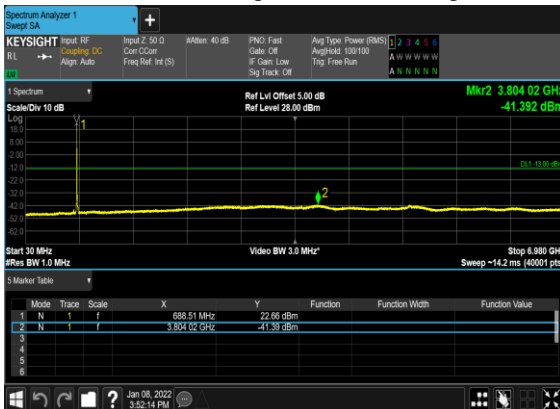 Spectrum Analyzer 1
Swept SA
+
KEYSIGHT Input: RF Input Z: 50 Ω #Atten: 40 dB PNO: Fast Avg Type: Power (RMS) 1 2 3 4 5 6
RL Coupling: DC Corr CCorr Gate: Off Avg|Hold: 100/100 A W W W W W
Align: Auto Freq Ref: Int (S) IF Gain: Low Trig: Free Run
Sig Track: Off A N N N N N
1 Spectrum Ref Lvl Offset 5.00 dB Mkr2 3.804 02 GHz
Scale/Div 10 dB Ref Level 28.00 dBm -41.392 dBm
Log
18.0 1
8.00
-2.00
-12.0 DL1 -13.00 dBm
-22.0
-32.0 2
-42.0
-52.0
-62.0
Start 30 MHz Video BW 3.0 MHz* Stop 6.980 GHz
#Res BW 1.0 MHz Sweep ~14.2 ms (40001 pts)
5 Marker Table
Mode Trace Scale X Y Function Function Width Function Value
1 N 1 f 688.51 MHz 22.66 dBm
2 N 1 f 3.804 02 GHz -41.39 dBm
3
4
5
6
? Jan 08, 2022
3:52:14 PM